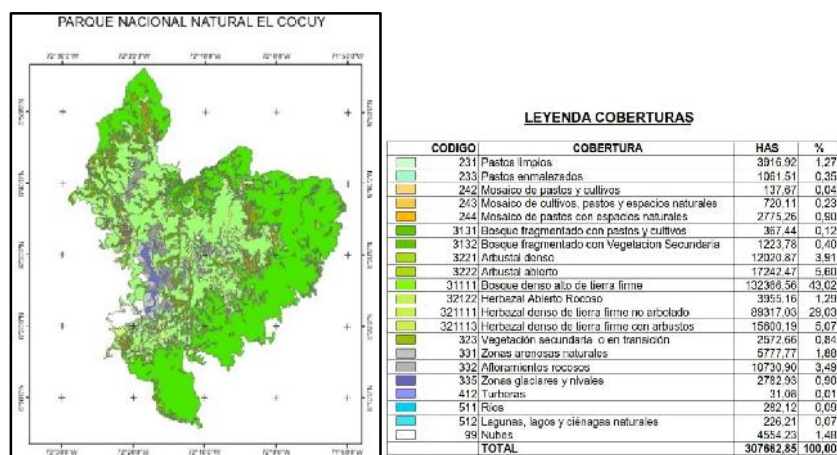 PARQUE NACIONAL NATURAL EL COCUY
LEYENDA COBERTURAS
CODIGO COBERTURA HAS %
231 Pastos limpios 3916.92 1,27
233 Pastos enmalezados 1061.51 0,35
242 Mosaico de pastos y cultivos 137,67 0,04
243 Mosaico de cultivos, pastos y espacios naturales 720,11 0,23
244 Mosaico de pastos con espacios naturales 2775,26 0,90
3131 Bosque fragmentado con pastos y cultivos 367,44 0,12
3132 Bosque fragmentado con Vegetacion Secundaria 1223,78 0,40
3221 Arbustal denso 12020,87 3,91
3222 Arbustal abierto 17242,47 5,60
31111 Bosque denso alto de tierra firme 132366,56 43,02
32122 Herbazal Abierto Rocoso 3955,16 1,29
321111 Herbazal denso de tierra firme no arbolado 89317,03 29,03
321113 Herbazal denso de tierra firme con arbustos 15600,19 5,07
323 Vegetación secundaria o en transición 2572,66 0,84
331 Zonas arenosas naturales 5777,77 1,88
332 Afloramientos rocosos 10730,90 3,49
335 Zonas glaciares y nivales 2782,93 0,90
412 Turberas 31,08 0,01
511 Ríos 282,12 0,09
512 Lagunas, lagos y ciénagas naturales 226,21 0,07
99 Nubes 4554,23 1,48
TOTAL 307662,85 100,00